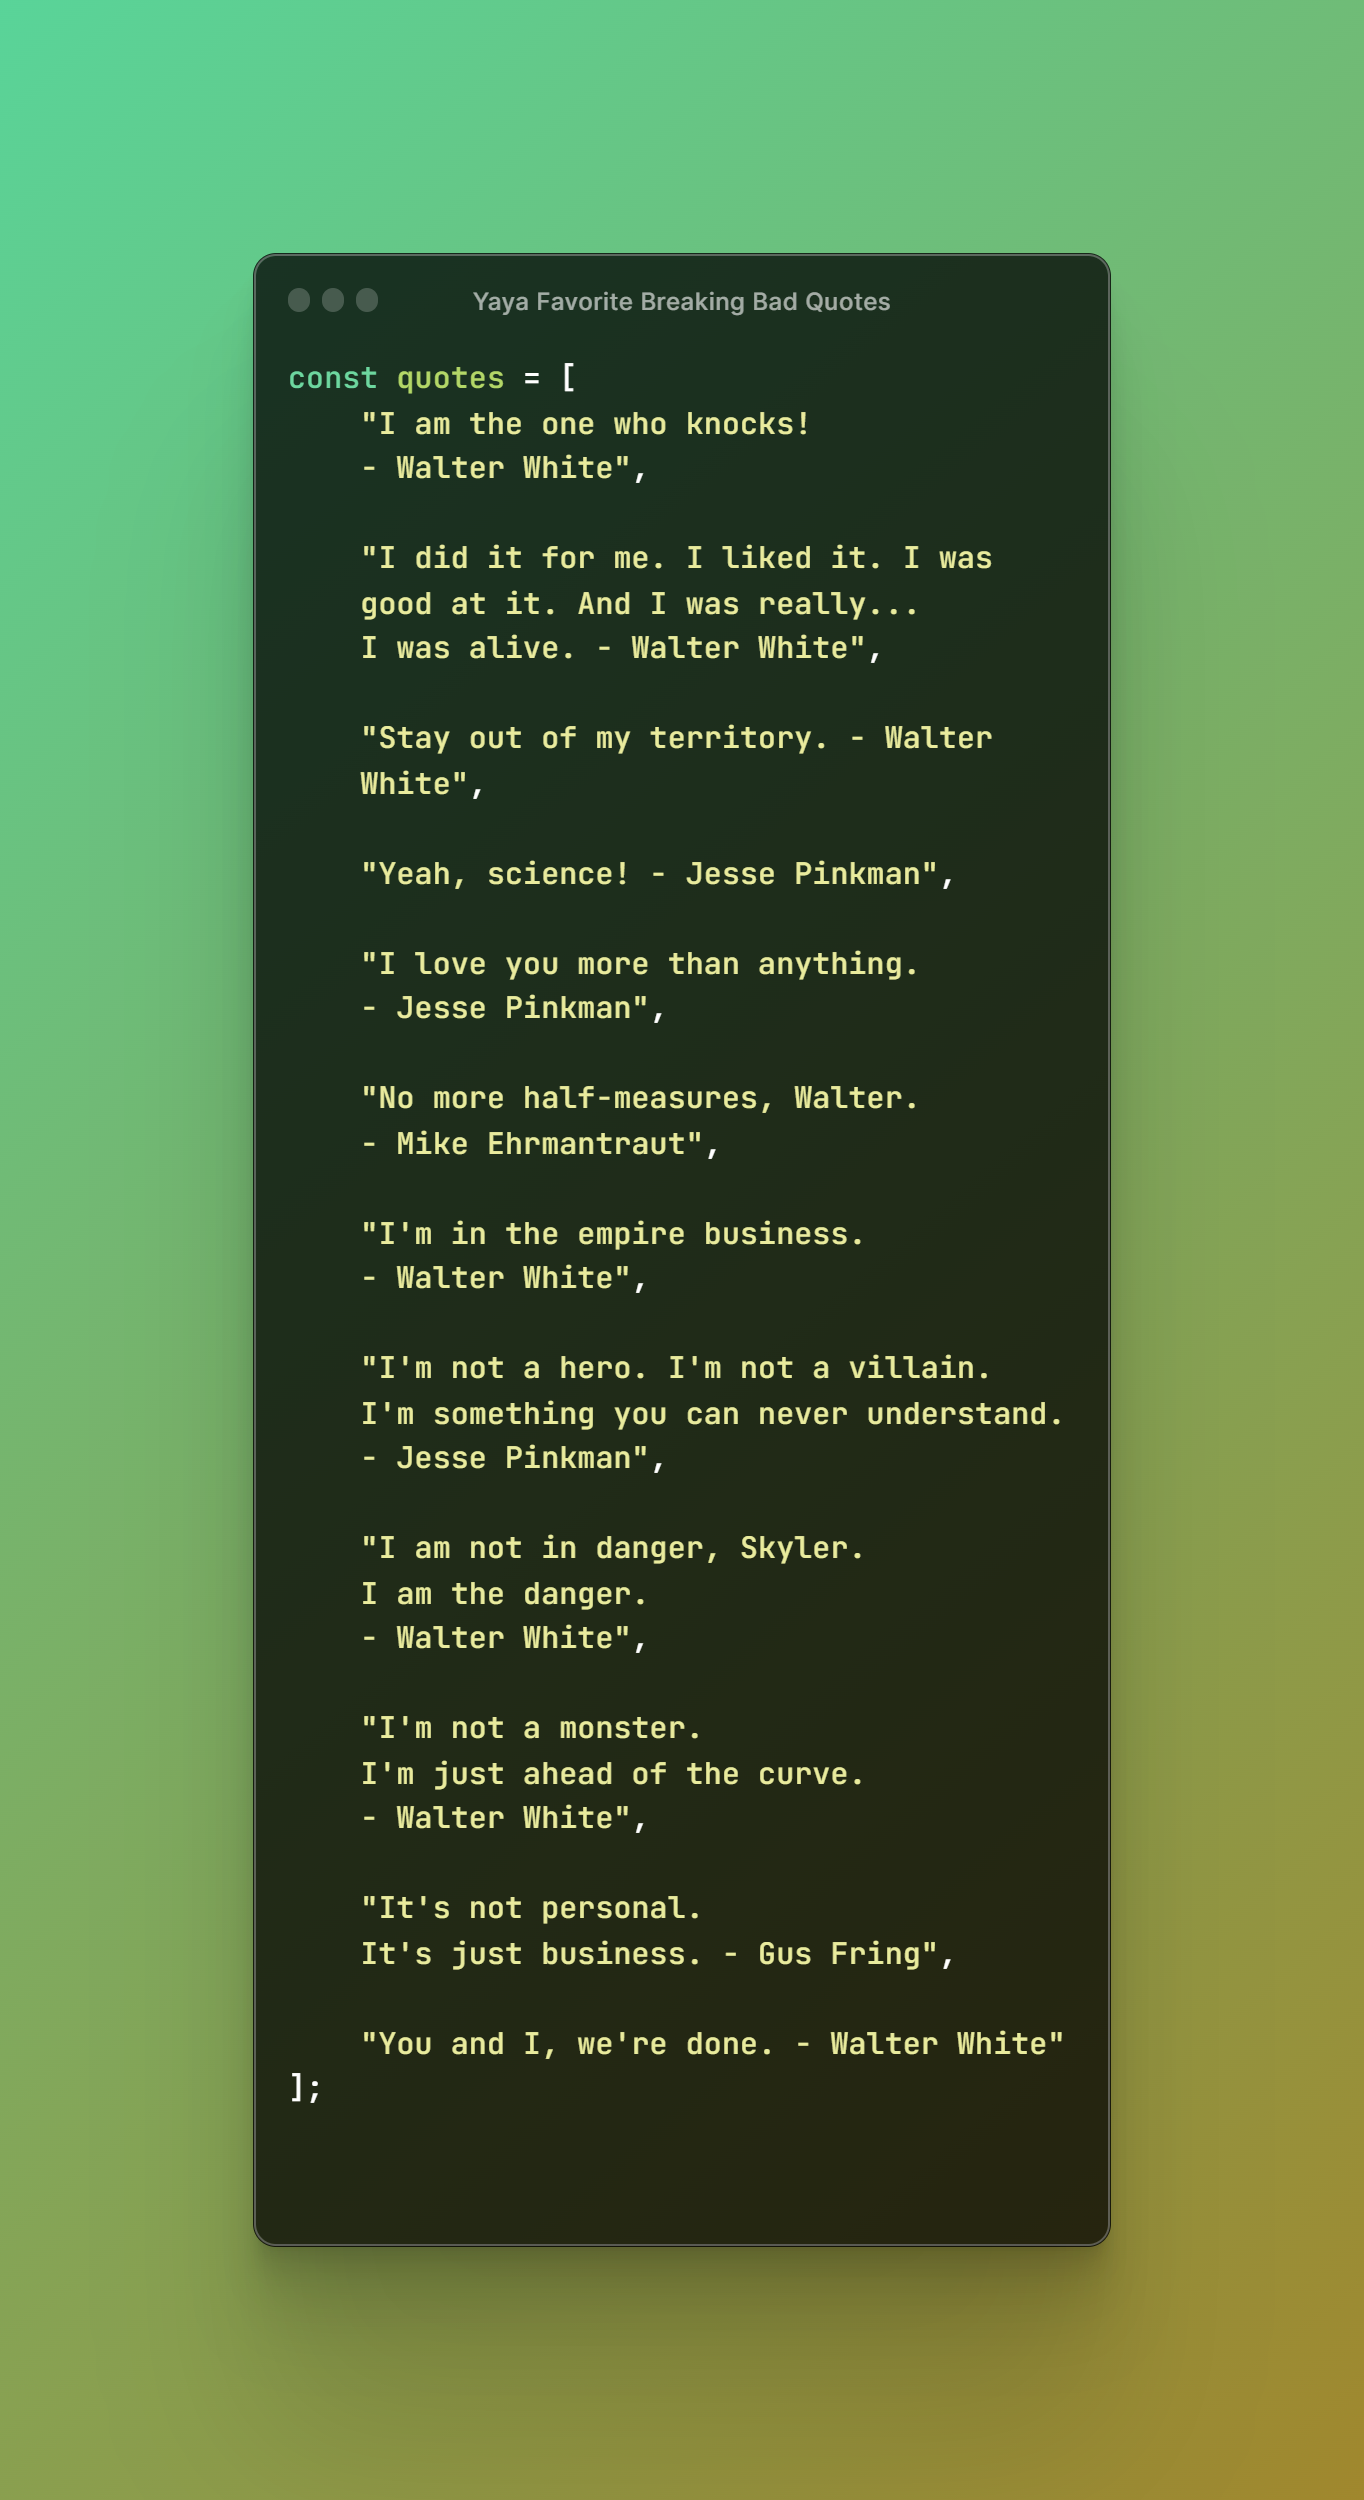 Yaya Favorite Breaking Bad Quotes
const quotes = [
"I am the one who knocks!
- Walter White",
"I did it for me. I liked it. I was
good at it. And I was really...
I was alive. - Walter White",
"Stay out of my territory. - Walter
White",
"Yeah, science! - Jesse Pinkman",
"I love you more than anything.
- Jesse Pinkman",
"No more half-measures, Walter.
- Mike Ehrmantraut",
"I'm in the empire business.
- Walter White",
"I'm not a hero. I'm not a villain.
I'm something you can never understand.
- Jesse Pinkman",
"I am not in danger, Skyler.
I am the danger.
- Walter White",
"I'm not a monster.
I'm just ahead of the curve.
- Walter White",
"It's not personal.
It's just business. - Gus Fring",
"You and I, we're done. - Walter White"
];